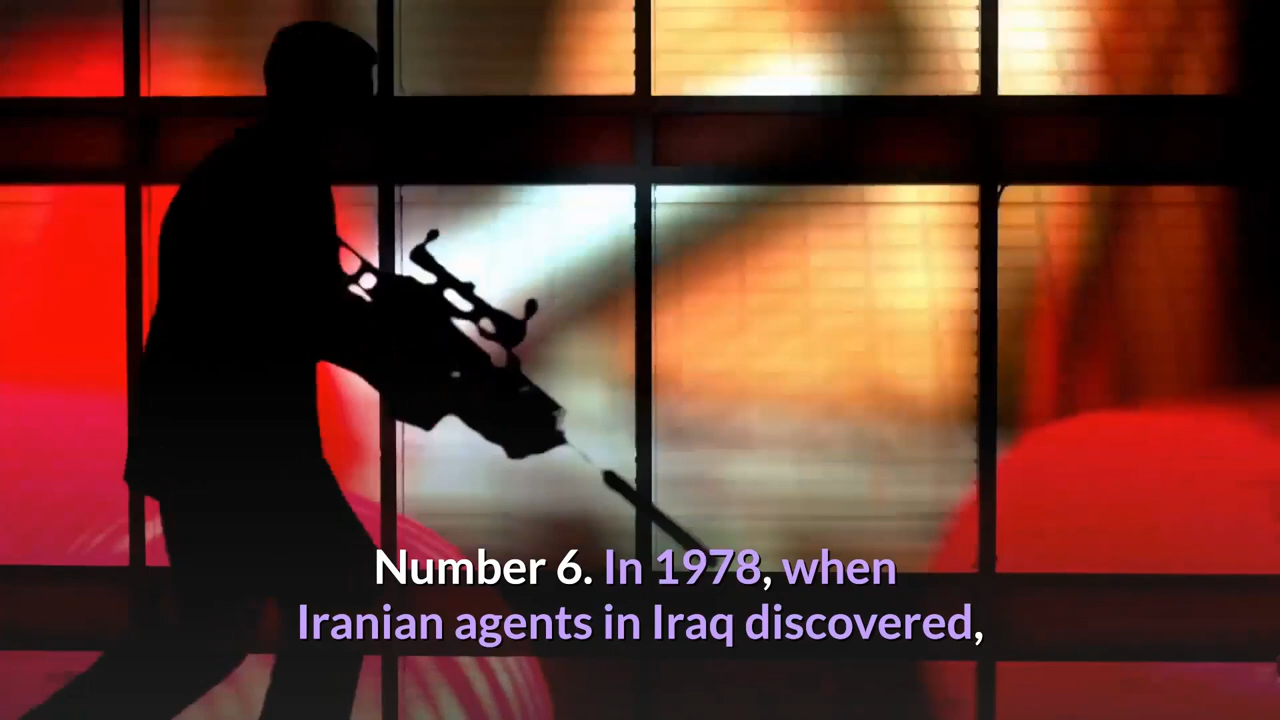 Number 6. In 1978, when
Iranian agents in Iraq discovered,